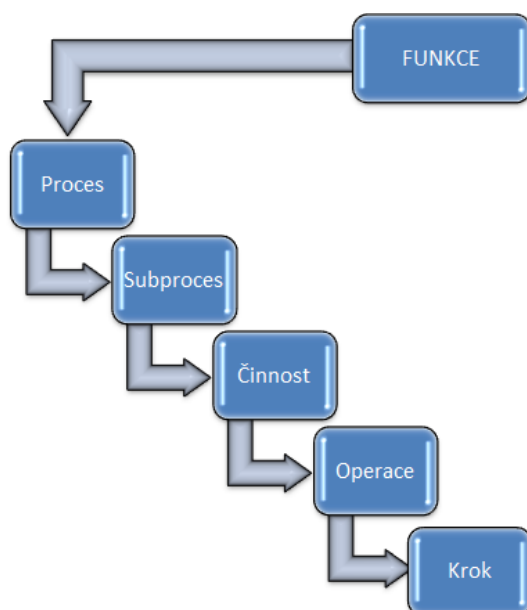 FUNKCE
Proces
Subproces
Činnost
Operace
Krok